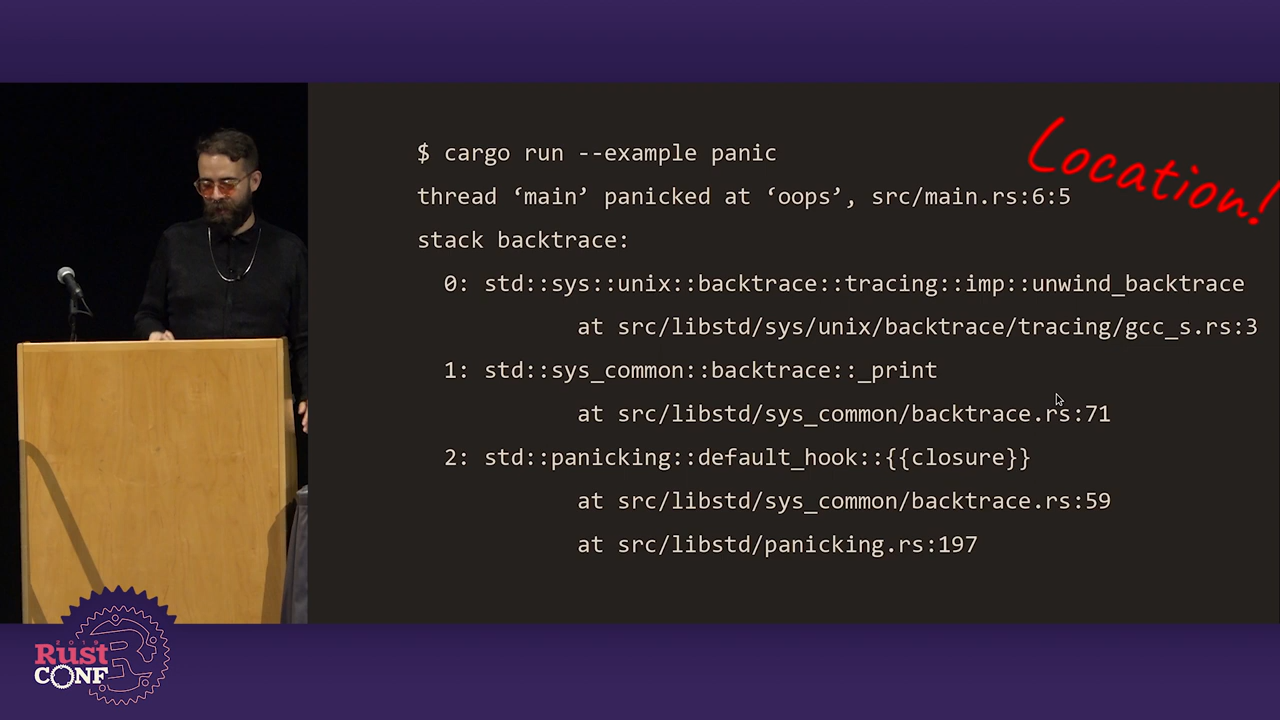 $ cargo run --example panic
Location!
thread ‘main’ panicked at ‘oops’, src/main.rs:6:5
stack backtrace:
0: std::sys::unix::backtrace::tracing::imp::unwind_backtrace
at src/libstd/sys/unix/backtrace/tracing/gcc_s.rs:3
1: std::sys_common::backtrace::_print
at src/libstd/sys_common/backtrace.rs:71
2: std::panicking::default_hook::{{closure}}
at src/libstd/sys_common/backtrace.rs:59
at src/libstd/panicking.rs:197
2019
Rust
CONF
R